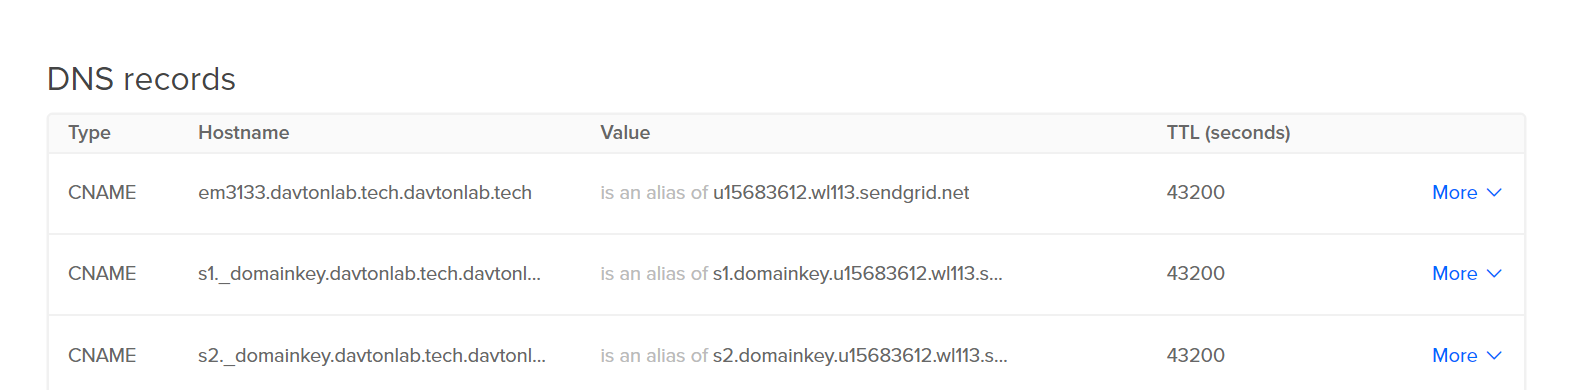 DNS records
Type Hostname Value TTL (seconds)
CNAME em3133.davtonlab.tech.davtonlab.tech is an alias of u15683612.wl113.sendgrid.net 43200 More
CNAME s1._domainkey.davtonlab.tech.davtonl... is an alias of s1.domainkey.u15683612.wl113.s... 43200 More
CNAME s2._domainkey.davtonlab.tech.davtonl... is an alias of s2.domainkey.u15683612.wl113.s... 43200 More